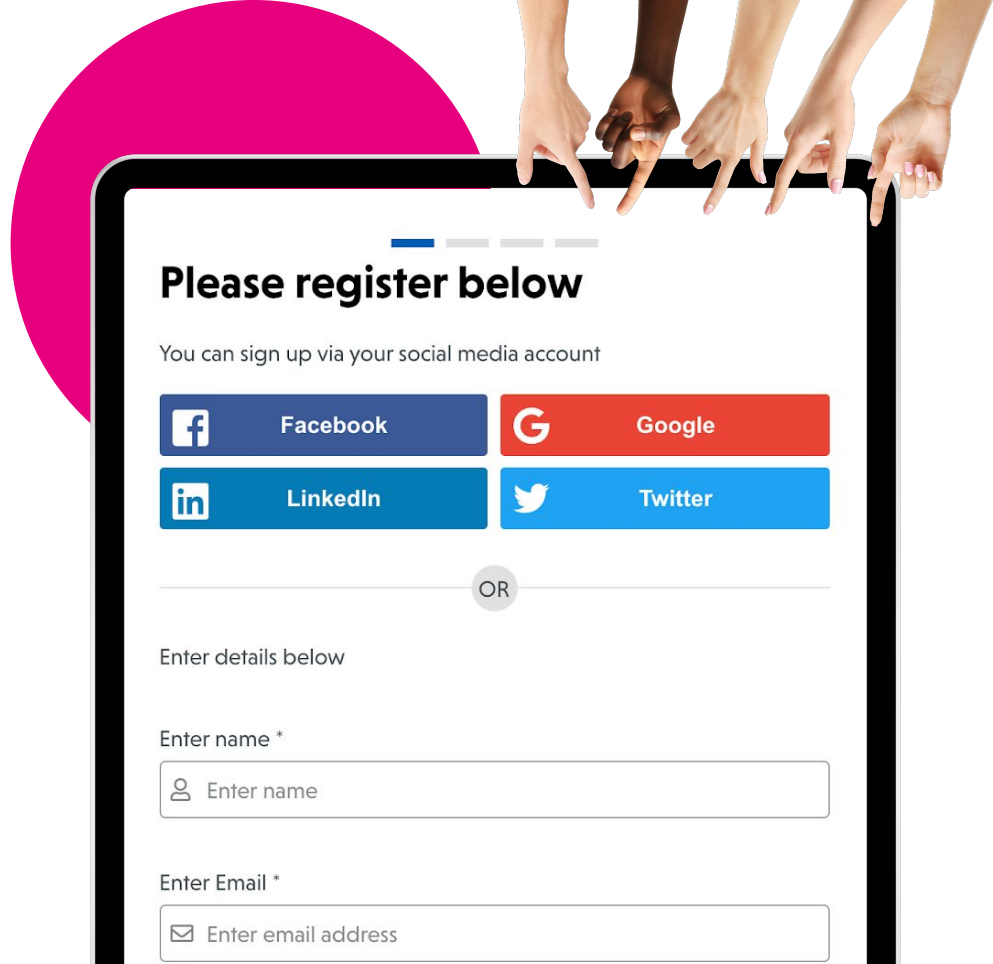 Please register below
You can sign up via your social media account
Facebook
Google
LinkedIn
Twitter
OR
Enter details below
Enter name *
Enter name
Enter Email *
Enter email address